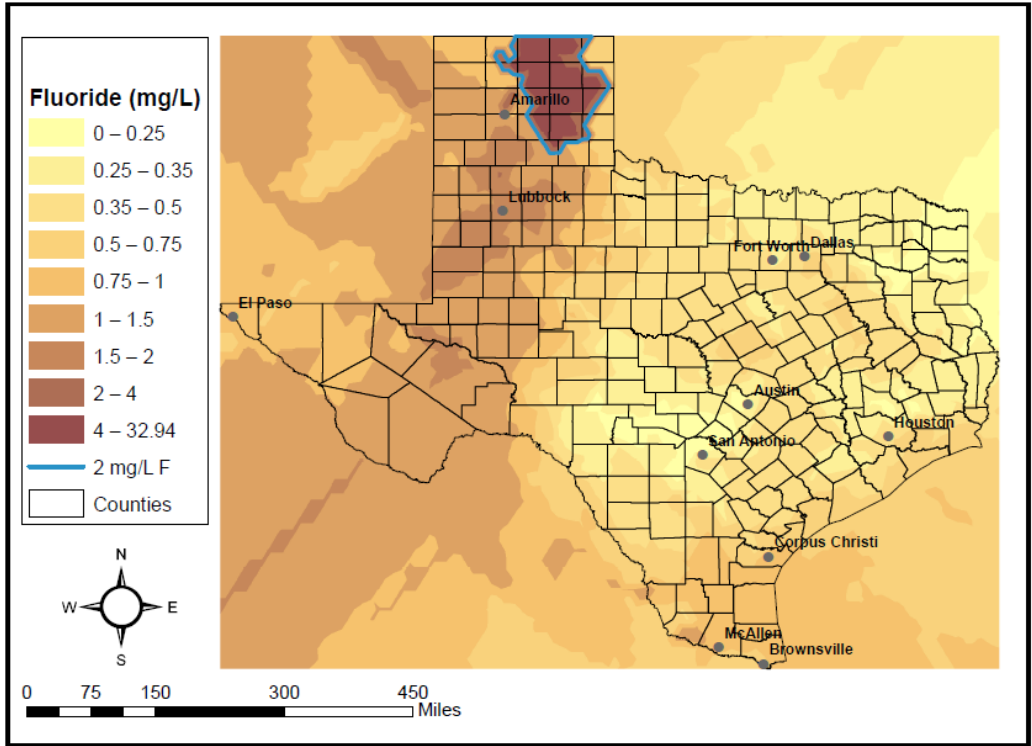 Fluoride (mg/L)
0 – 0.25
0.25 – 0.35
0.35 – 0.5
0.5 – 0.75
0.75 – 1
1 – 1.5
1.5 – 2
2 – 4
4 – 32.94
2 mg/L F
Counties
N
W E
S
0 75 150 300 450
Miles
Amarillo
Lubbock
Fort Worth Dallas
El Paso
Austin
Houston
San Antonio
Corpus Christi
McAllen
Brownsville